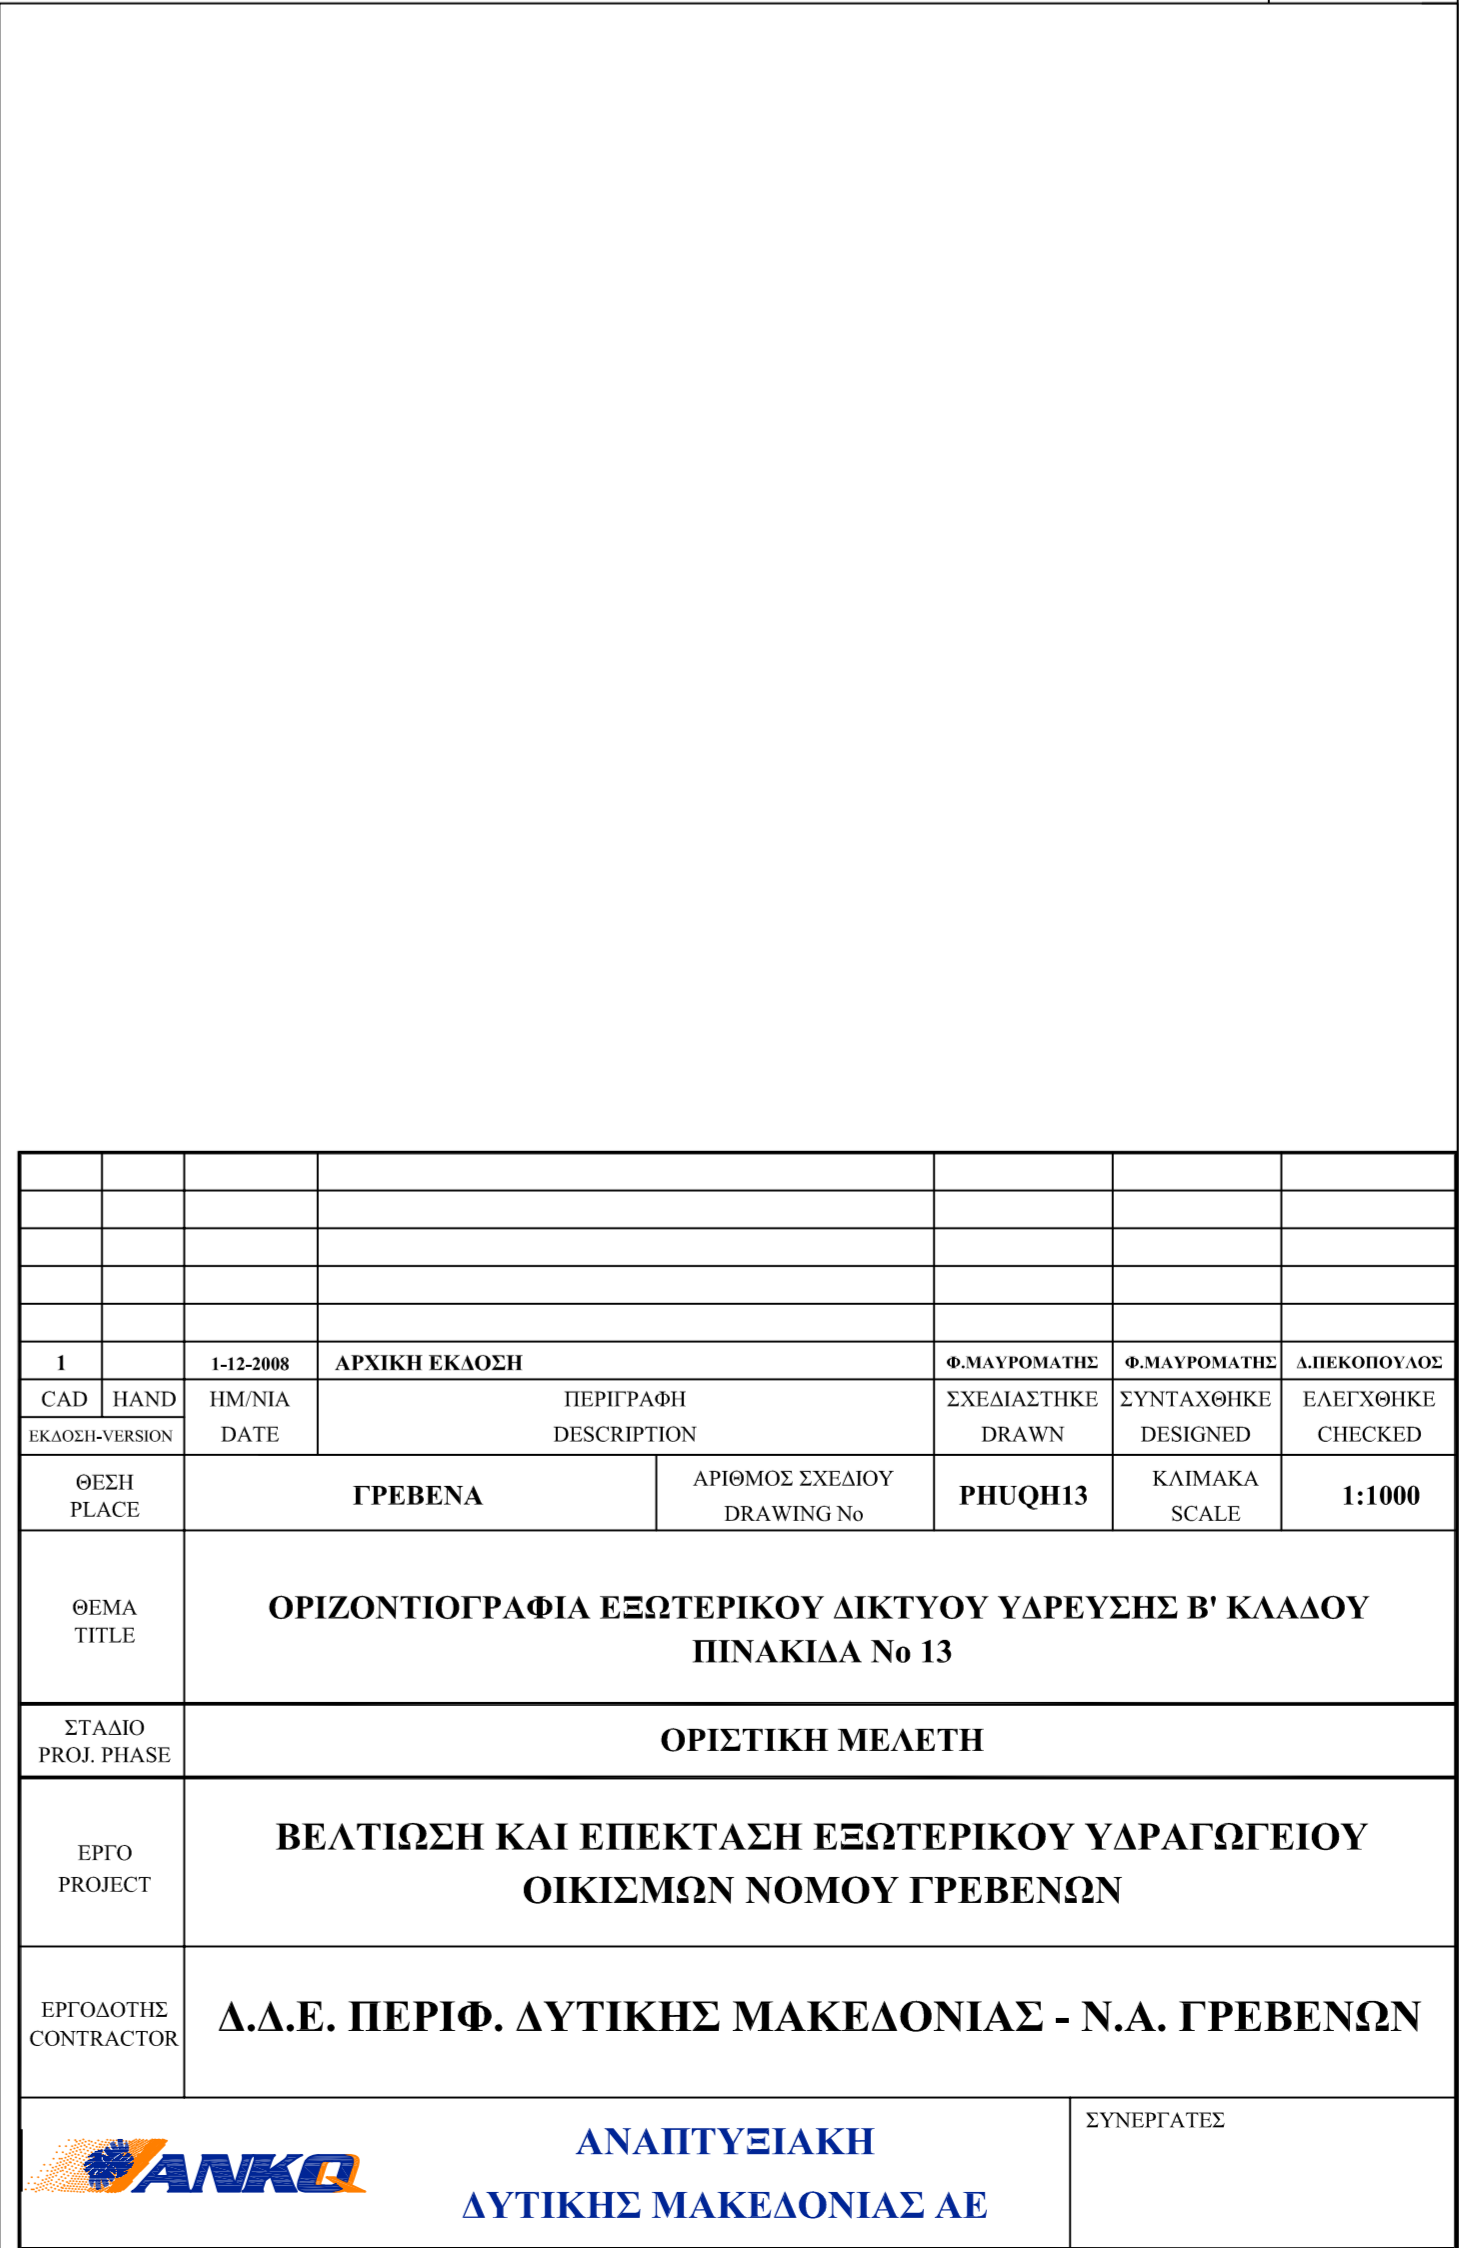 1 1-12-2008 ΑΡΧΙΚΗ ΕΚΔΟΣΗ Φ.ΜΑΥΡΟΜΑΤΗΣ Φ.ΜΑΥΡΟΜΑΤΗΣ Δ.ΠΕΚΟΠΟΥΛΟΣ
CAD HAND ΗΜ/ΝΙΑ ΠΕΡΙΓΡΑΦΗ ΣΧΕΔΙΑΣΤΗΚΕ ΣΥΝΤΑΧΘΗΚΕ ΕΛΕΓΧΘΗΚΕ
ΕΚΔΟΣΗ-VERSION DATE DESCRIPTION DRAWN DESIGNED CHECKED
ΘΕΣΗ
PLACE
ΓΡΕΒΕΝΑ
ΑΡΙΘΜΟΣ ΣΧΕΔΙΟΥ
DRAWING No
PHUQH13
ΚΛΙΜΑΚΑ
SCALE
1:1000
ΘΕΜΑ
TITLE
ΟΡΙΖΟΝΤΙΟΓΡΑΦΙΑ ΕΞΩΤΕΡΙΚΟΥ ΔΙΚΤΥΟΥ ΥΔΡΕΥΣΗΣ Β' ΚΛΑΔΟΥ
ΠΙΝΑΚΙΔΑ Νο 13
ΣΤΑΔΙΟ
PROJ. PHASE
ΟΡΙΣΤΙΚΗ ΜΕΛΕΤΗ
ΕΡΓΟ
PROJECT
ΒΕΛΤΙΩΣΗ ΚΑΙ ΕΠΕΚΤΑΣΗ ΕΞΩΤΕΡΙΚΟΥ ΥΔΡΑΓΩΓΕΙΟΥ
ΟΙΚΙΣΜΩΝ ΝΟΜΟΥ ΓΡΕΒΕΝΩΝ
ΕΡΓΟΔΟΤΗΣ
CONTRACTOR
Δ.Δ.Ε. ΠΕΡΙΦ. ΔΥΤΙΚΗΣ ΜΑΚΕΔΟΝΙΑΣ - Ν.Α. ΓΡΕΒΕΝΩΝ
ANKO
ΑΝΑΠΤΥΞΙΑΚΗ
ΔΥΤΙΚΗΣ ΜΑΚΕΔΟΝΙΑΣ ΑΕ
ΣΥΝΕΡΓΑΤΕΣ